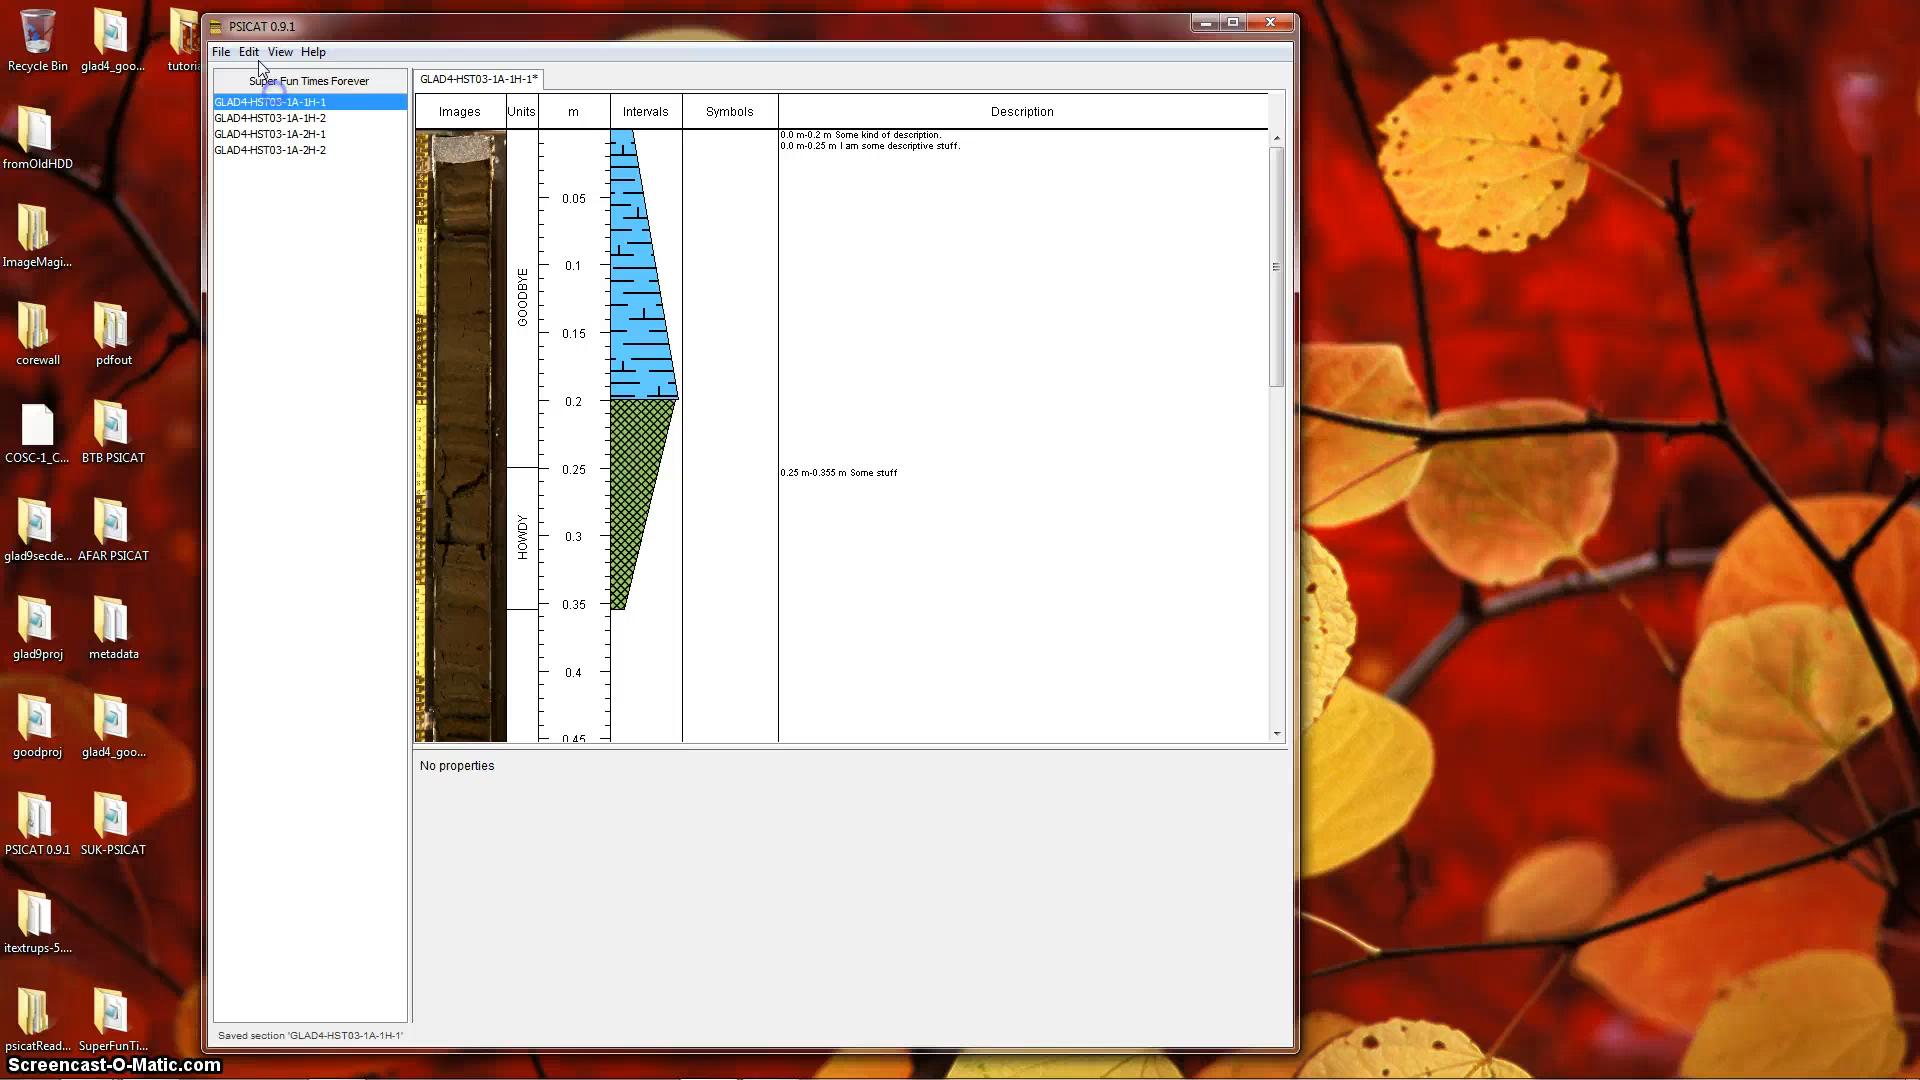 PSICAT 0.9.1
File Edit View Help
Super Fun Times Forever
GLAD4-HST03-1A-1H-1
GLAD4-HST03-1A-1H-2
GLAD4-HST03-1A-2H-1
GLAD4-HST03-1A-2H-2
GLAD4-HST03-1A-1H-1*
Images Units m Intervals Symbols Description
0.0 m-0.2 m Some kind of description.
0.0 m-0.25 m I am some descriptive stuff.
0.05
0.1
GOODBYE
0.15
0.2
0.25
0.25 m-0.355 m Some stuff
HOWDY
0.3
0.35
0.4
0.45
No properties
Saved section 'GLAD4-HST03-1A-1H-1'
Recycle Bin
glad4_goo...
tutoria
fromOldHDD
ImageMagi...
corewall
pdfout
COSC-1_C...
BTB PSICAT
glad9secde...
AFAR PSICAT
glad9proj
metadata
goodproj
glad4_goo...
PSICAT 0.9.1
SUK-PSICAT
itextrups-5....
psicatRead...
SuperFunTi...
Screencast-O-Matic.com